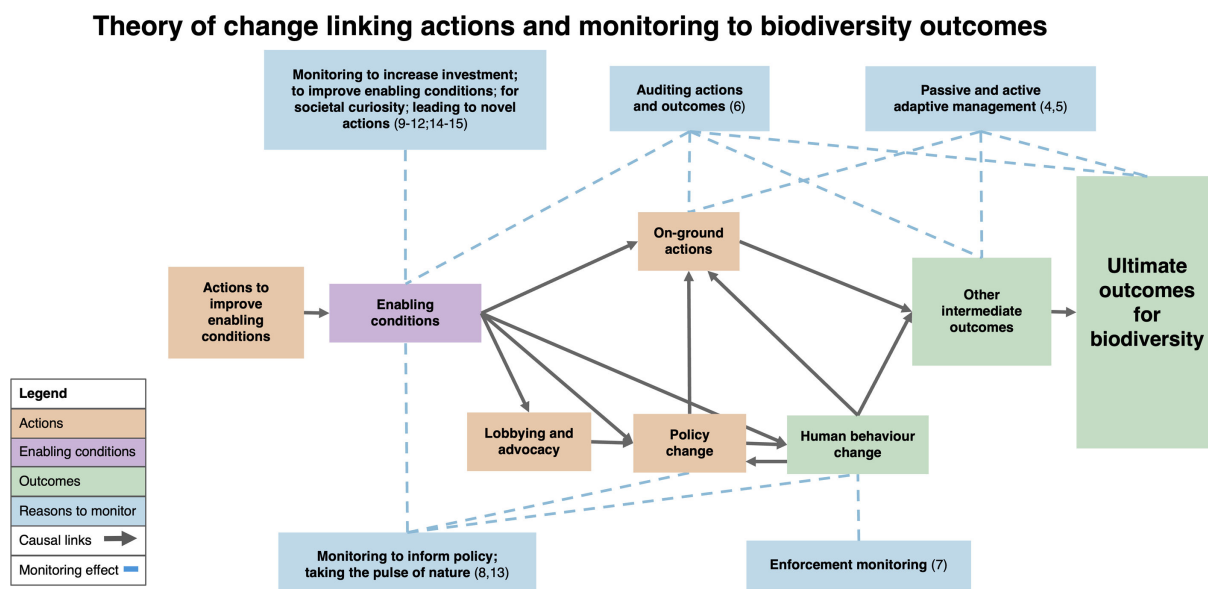 Theory of change linking actions and monitoring to biodiversity outcomes
Monitoring to increase investment;
to improve enabling conditions; for
societal curiosity; leading to novel
actions (9-12;14-15)
Auditing actions
and outcomes (6)
Passive and active
adaptive management (4,5)
On-ground
actions
Actions to
improve
enabling
conditions
Enabling
conditions
Other
intermediate
outcomes
Ultimate
outcomes
for
biodiversity
Lobbying and
advocacy
Policy
change
Human behaviour
change
Legend
Actions
Enabling conditions
Outcomes
Reasons to monitor
Causal links
Monitoring effect
Monitoring to inform policy;
taking the pulse of nature (8,13)
Enforcement monitoring (7)